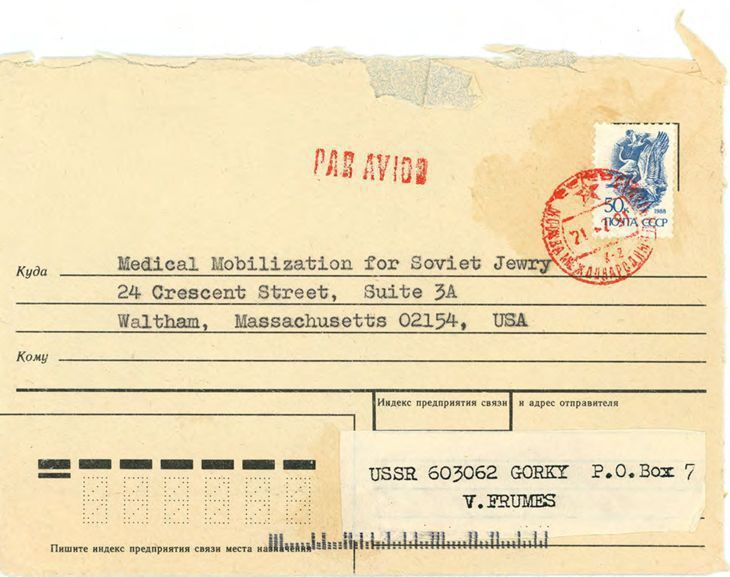 PAR AVION
50к
1988
ПОЧТА СССР
21
Куда Medical Mobilization for Soviet Jewry
24 Crescent Street, Suite 3A
Waltham, Massachusetts 02154, USA
Кому
Индекс предприятия связи и адрес отправителя
USSR 603062 GORKY P.O.Box 7
V.FRUMES
Пишите индекс предприятия связи места назначения